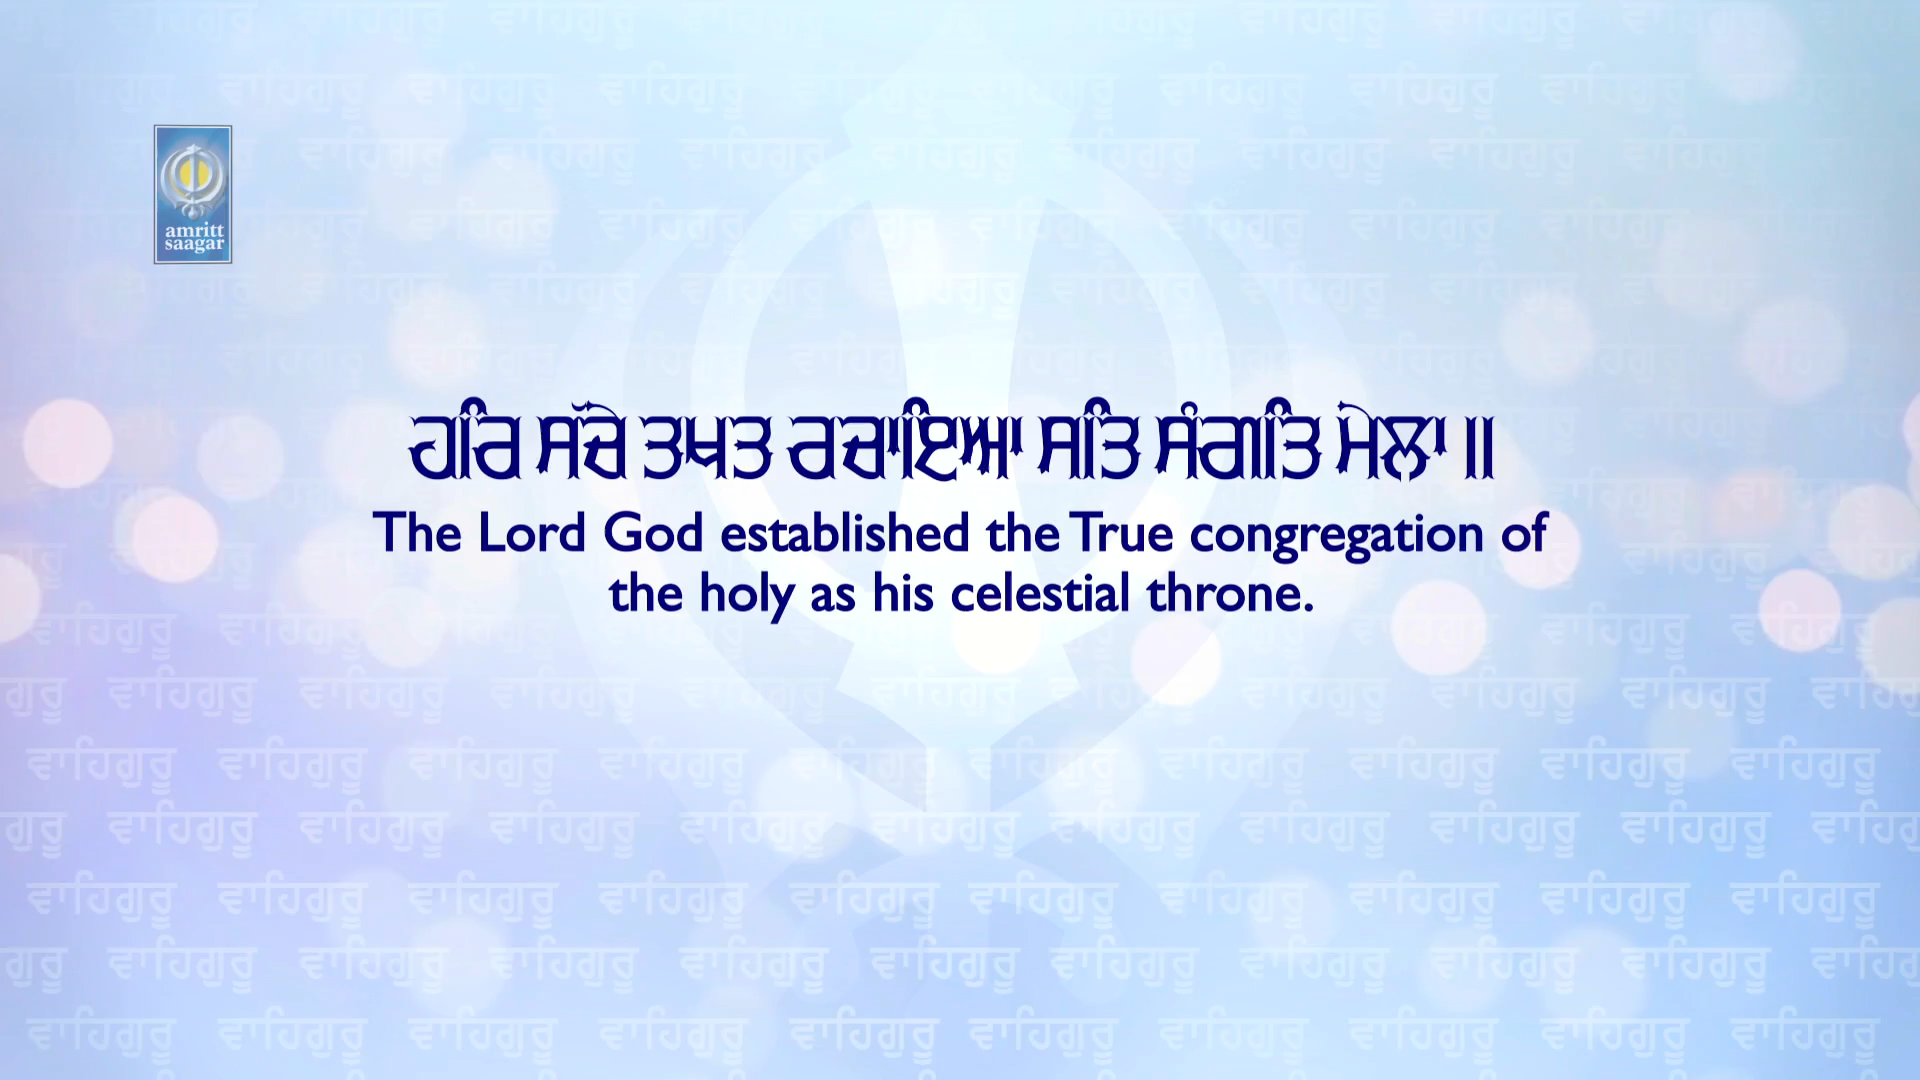 amritt
saagar
ਹਰਿ ਸੱਚੇ ਤਖਤ ਰਚਾਇਆ ਸਤਿ ਸੰਗਤਿ ਮੇਲਾ ॥
The Lord God established the True congregation of
the holy as his celestial throne.
ਵਾਹਿਗੁਰੂ